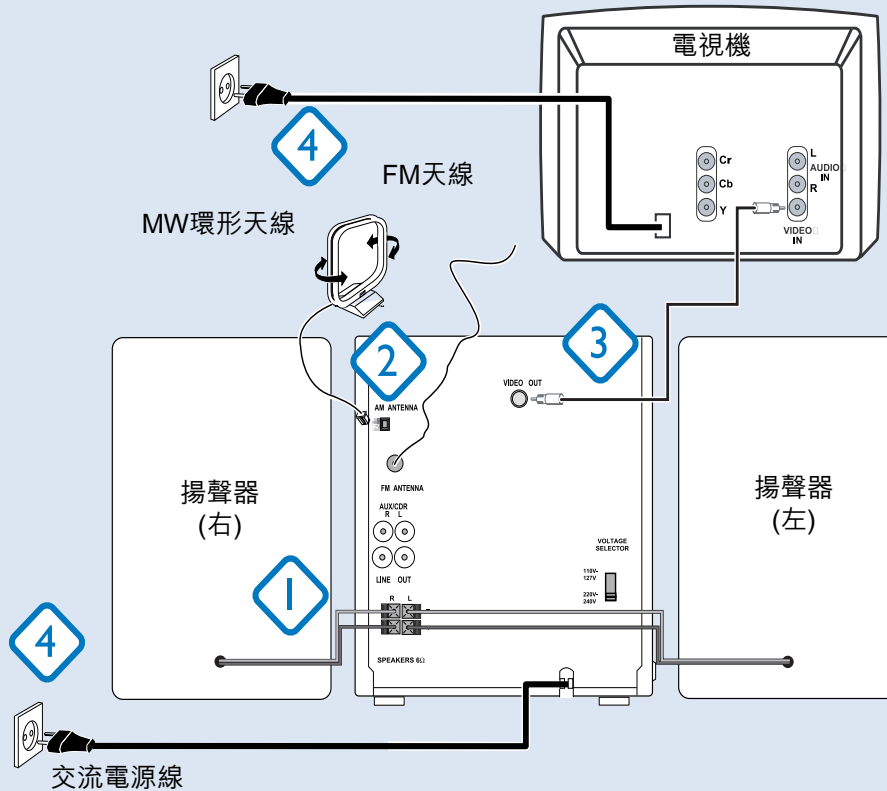 電視機
4
Cr
Cb
Y
L
AUDIO
IN
R
VIDEO
IN
FM天線
MW環形天線
2
3
VIDEO OUT
AM ANTENNA
FM ANTENNA
揚聲器
(右)
揚聲器
(左)
AUX/CDR
R L
LINE OUT
VOLTAGE
SELECTOR
110V-
127V
220V-
240V
1
R L
SPEAKERS 6Ω
4
交流電源線